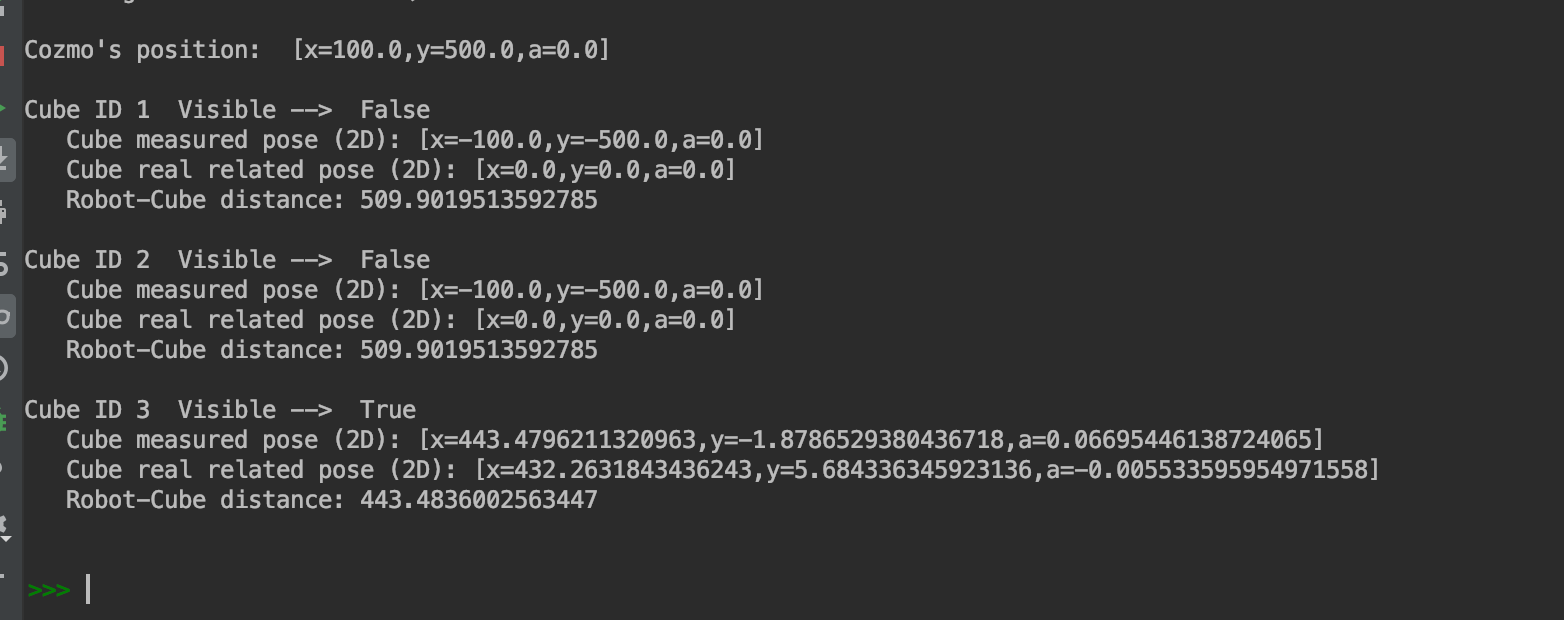 Cozmo's position:  [x=100.0,y=500.0,a=0.0]
Cube ID 1  Visible -->  False
Cube measured pose (2D): [x=-100.0,y=-500.0,a=0.0]
Cube real related pose (2D): [x=0.0,y=0.0,a=0.0]
Robot-Cube distance: 509.9019513592785
Cube ID 2  Visible -->  False
Cube measured pose (2D): [x=-100.0,y=-500.0,a=0.0]
Cube real related pose (2D): [x=0.0,y=0.0,a=0.0]
Robot-Cube distance: 509.9019513592785
Cube ID 3  Visible -->  True
Cube measured pose (2D): [x=443.4796211320963,y=-1.8786529380436718,a=0.06695446138724065]
Cube real related pose (2D): [x=432.2631843436243,y=5.684336345923136,a=-0.005533595954971558]
Robot-Cube distance: 443.4836002563447
>>>